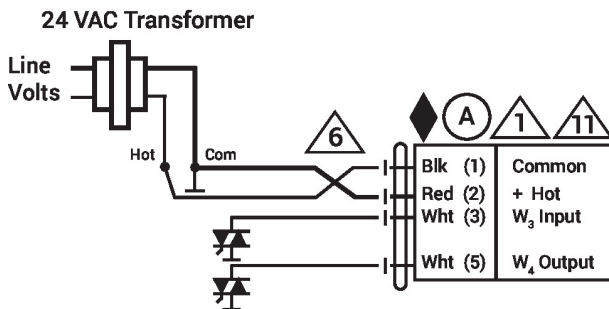 24 VAC Transformer
Line
Volts
Hot
Com
6
A
1
11
Blk (1) Common
Red (2) + Hot
Wht (3) W₃ Input
Wht (5) W₄ Output